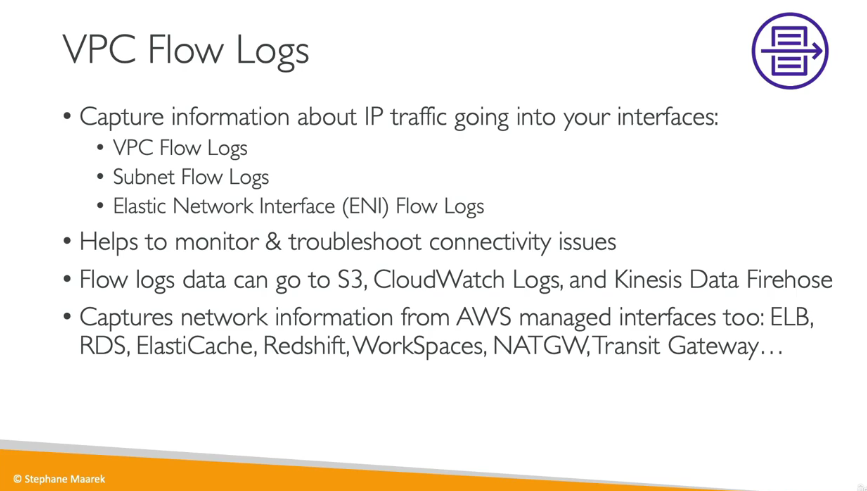 VPC Flow Logs
• Capture information about IP traffic going into your interfaces:
• VPC Flow Logs
• Subnet Flow Logs
• Elastic Network Interface (ENI) Flow Logs
• Helps to monitor & troubleshoot connectivity issues
• Flow logs data can go to S3, CloudWatch Logs, and Kinesis Data Firehose
• Captures network information from AWS managed interfaces too: ELB,
RDS, ElastiCache, Redshift, WorkSpaces, NATGW, Transit Gateway…
© Stephane Maarek